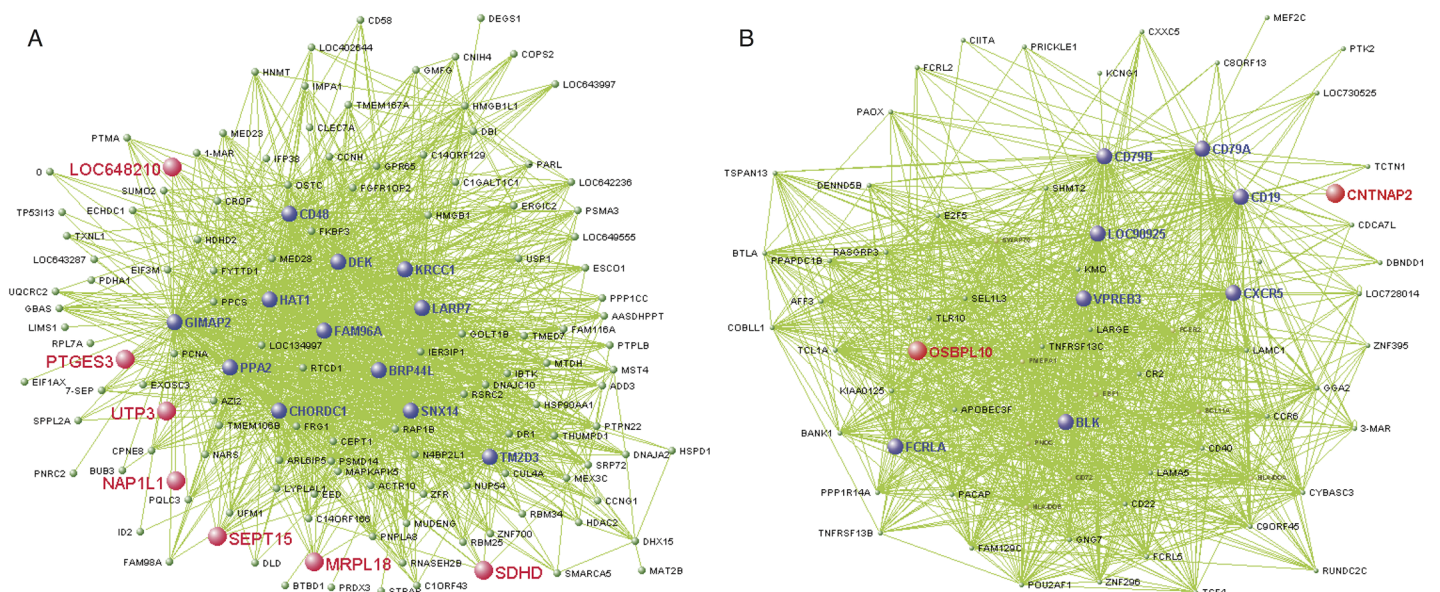 A
CD58
DEGS1
LOC402644
CNIH4
COPS2
HNMT
IMPA1
GMFG
LOC643997
TMEM167A
HMGB1L1
CLEC7A
DBI
PTMA
MED23
CCNH
C14ORF129
1-MAR
IFP38
GPR65
PARL
LOC648210
0
OSTC
FGFR1OP2
C1GALT1C1
LOC642236
SUMO2
CROP
ERGIC2
TP53I13
ECHDC1
CD48
HMGB1
PSMA3
TXNL1
HDHD2
FKBP3
LOC649555
LOC643287
EIF3M
FYTTD1
MED28
DEK
KRCC1
USP1
ESCO1
PDHA1
UQCRC2
PPCS
HAT1
LARP7
PPP1CC
GBAS
GIMAP2
AASDHPPT
LIMS1
FAM96A
GOLT1B
TMED7
FAM116A
RPL7A
PCNA
LOC134997
IER3IP1
PTPLB
PTGES3
MTDH
PPA2
RTCD1
BRP44L
IBTK
MST4
EIF1AX
7-SEP
EXOSC3
DNAJC10
ADD3
RSRC2
AZI2
HSP90AA1
UTP3
CHORDC1
SNX14
SPPL2A
TMEM106B
FRG1
RAP1B
PTPN22
DR1
THUMPD1
CPNE8
CEPT1
NARS
ARL6IP5
PSMD14
N4BP2L1
TM2D3
DNAJA2
HSPD1
PNRC2
BUB3
MAPKAPK5
CUL4A
SRP72
MEX3C
NAP1L1
LYPLAL1
EED
ACTR10
ZFR
NUP54
PQLC3
CCNG1
UFM1
C14ORF166
MUDENG
RBM34
HDAC2
ID2
SEPT15
PNPLA8
RBM25
ZNF700
DHX15
FAM98A
DLD
MRPL18
RNASEH2B
SDHD
SMARCA5
MAT2B
BTBD1
PRDX3
C1ORF43
B
MEF2C
CXXC5
CIITA
PRICKLE1
PTK2
FCRL2
KCNG1
C8ORF13
LOC730525
PAOX
CD79B
CD79A
TCTN1
TSPAN13
DENND5B
SHMT2
CD19
CNTNAP2
E2F5
CDCA7L
LOC90925
BTLA
PPAPDC1B
RASGRP3
DBNDD1
KMO
AFF3
SEL1L3
VPREB3
CXCR5
LOC728014
TLR10
COBLL1
LARGE
TCL1A
OSBPL10
TNFRSF13C
LAMC1
ZNF395
CR2
KIAA0125
GGA2
APOBEC3F
BANK1
BLK
CCR6
3-MAR
FCRLA
CD40
LAMA5
PPP1R14A
PACAP
CD22
CYBASC3
TNFRSF13B
C9ORF45
FAM129C
GNG7
FCRL5
RUNDC2C
POU2AF1
ZNF296